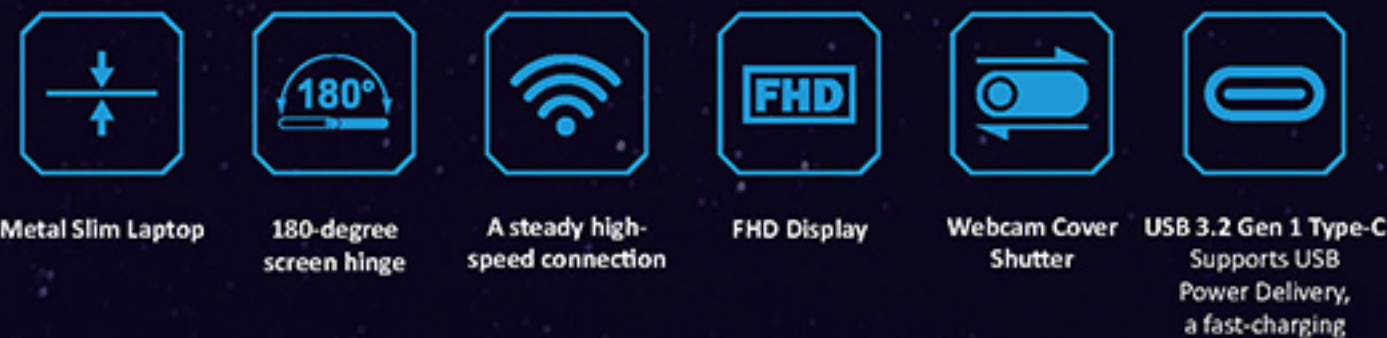 180°
FHD
Metal Slim Laptop
180-degree
screen hinge
A steady high-
speed connection
FHD Display
Webcam Cover
Shutter
USB 3.2 Gen 1 Type-C
Supports USB
Power Delivery,
a fast-charging